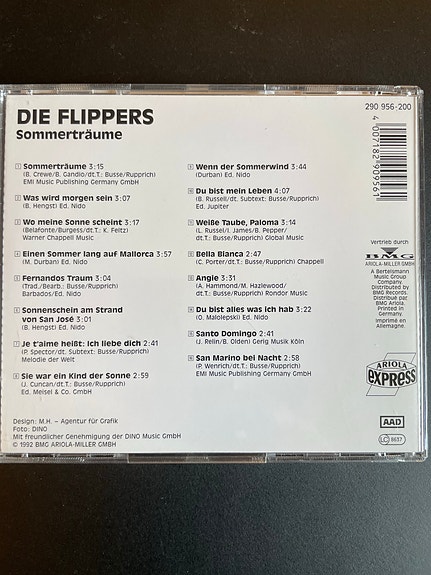 DIE FLIPPERS
Sommerträume
290 956-200
1 Sommerträume 3:15
(B. Crewe/B. Gandio/dt.T.: Busse/Rupprich)
EMI Music Publishing Germany GmbH
2 Was wird morgen sein 3:07
(B. Hengst) Ed. Nido
3 Wo meine Sonne scheint 3:17
(Belafonte/Burgess/dt.T.: K. Feltz)
Warner Chappell Music
4 Einen Sommer lang auf Mallorca 3:57
(M. Durban) Ed. Nido
5 Fernandos Traum 3:04
(Trad./Bearb.: Busse/Rupprich)
Barbados/Ed. Nido
6 Sonnenschein am Strand
von San José 3:01
(B. Hengst) Ed. Nido
7 Je t'aime heißt: Ich liebe dich 2:41
(P. Spector/dt. Subtext: Busse/Rupprich)
Melodie der Welt
8 Sie war ein Kind der Sonne 2:59
(J. Cuncan/dt.T.: Busse/Rupprich)
Ed. Meisel & Co. GmbH
9 Wenn der Sommerwind 3:44
(Durban) Ed. Nido
10 Du bist mein Leben 4:07
(B. Russell/dt. Subtext: Busse/Rupprich)
Ed. Jupiter
11 Weiße Taube, Paloma 3:14
(L. Russel/I. James/B. Pepper/
dt.T.: Busse/Rupprich) Global Music
12 Bella Bianca 2:47
(C. Porter/dt.T.: Busse/Rupprich) Chappell
13 Angie 3:31
(A. Hammond/M. Hazlewood/
dt.T.: Busse/Rupprich) Rondor Music
14 Du bist alles was ich hab 3:22
(O. Malolepski) Ed. Nido
15 Santo Domingo 2:41
(J. Relin/B. Olden) Gerig Musik Köln
16 San Marino bei Nacht 2:58
(P. Wenrich/dt.T.: Busse/Rupprich)
EMI Music Publishing Germany GmbH
4 007182 909561
Vertrieb durch
BMG
ARIOLA-MILLER GMBH
A Bertelsmann
Music Group
Company.
Distributed by
BMG Records.
Distribué par
BMG Ariola.
Printed in
Germany.
Imprimé en
Allemagne.
ARIOLA
express
AAD
LC 8637
Design: M.H. – Agentur für Grafik
Foto: DINO
Mit freundlicher Genehmigung der DINO Music GmbH
© 1992 BMG ARIOLA-MILLER GMBH